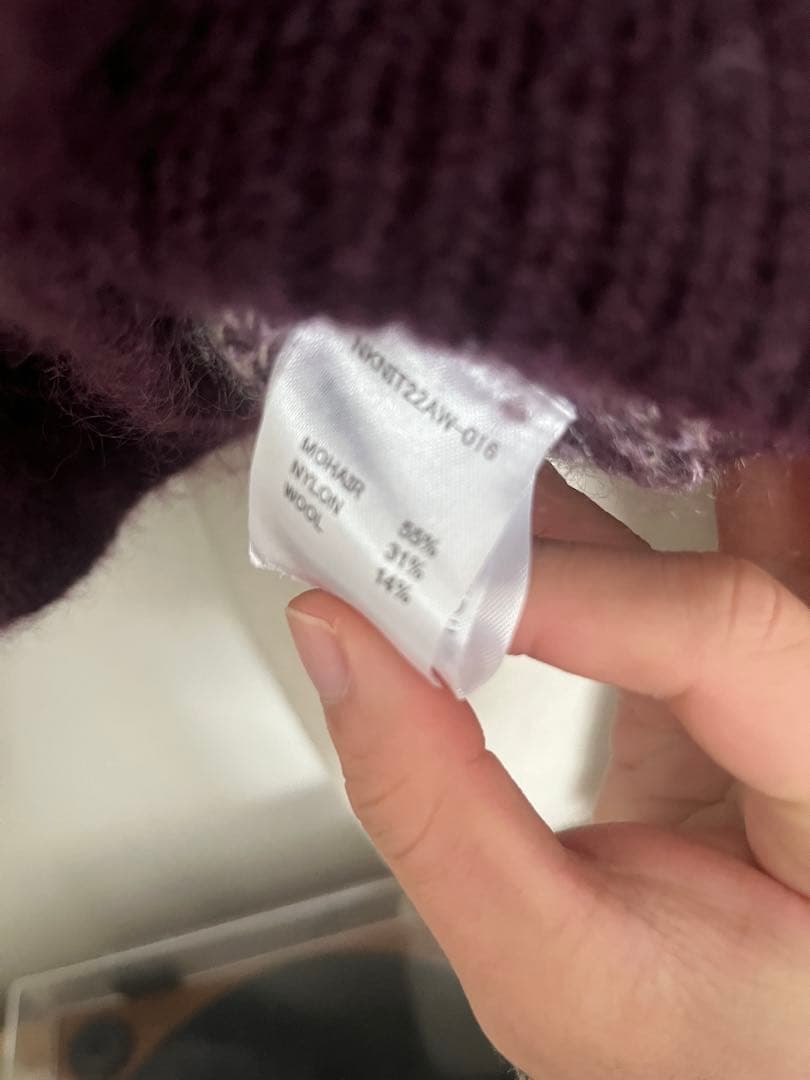 NKNIT22AW-016
MOHAIR 55%
NYLON 31%
WOOL 14%